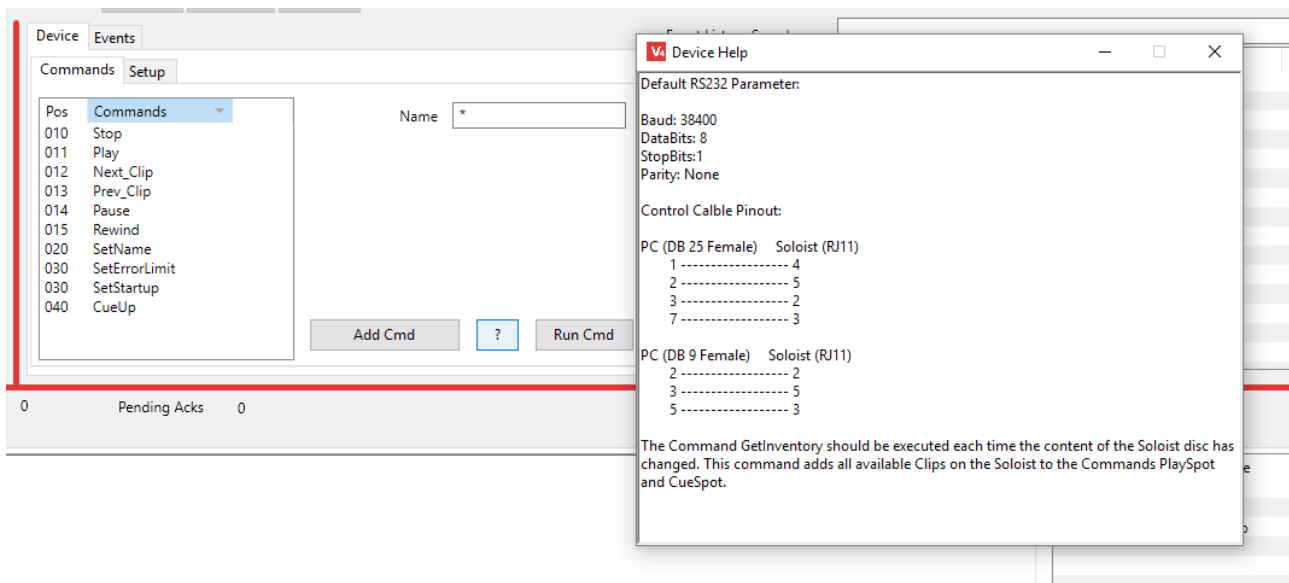 Device Events
Commands Setup
Pos Commands
010 Stop
011 Play
012 Next_Clip
013 Prev_Clip
014 Pause
015 Rewind
020 SetName
030 SetErrorLimit
030 SetStartup
040 CueUp
Name *
Add Cmd ? Run Cmd
0 Pending Acks 0
V4 Device Help
Default RS232 Parameter:
Baud: 38400
DataBits: 8
StopBits:1
Parity: None
Control Calble Pinout:
PC (DB 25 Female) Soloist (RJ11)
1 ------------------ 4
2 ------------------ 5
3 ------------------ 2
7 ------------------ 3
PC (DB 9 Female) Soloist (RJ11)
2 ------------------ 2
3 ------------------ 5
5 ------------------ 3
The Command GetInventory should be executed each time the content of the Soloist disc has
changed. This command adds all available Clips on the Soloist to the Commands PlaySpot
and CueSpot.